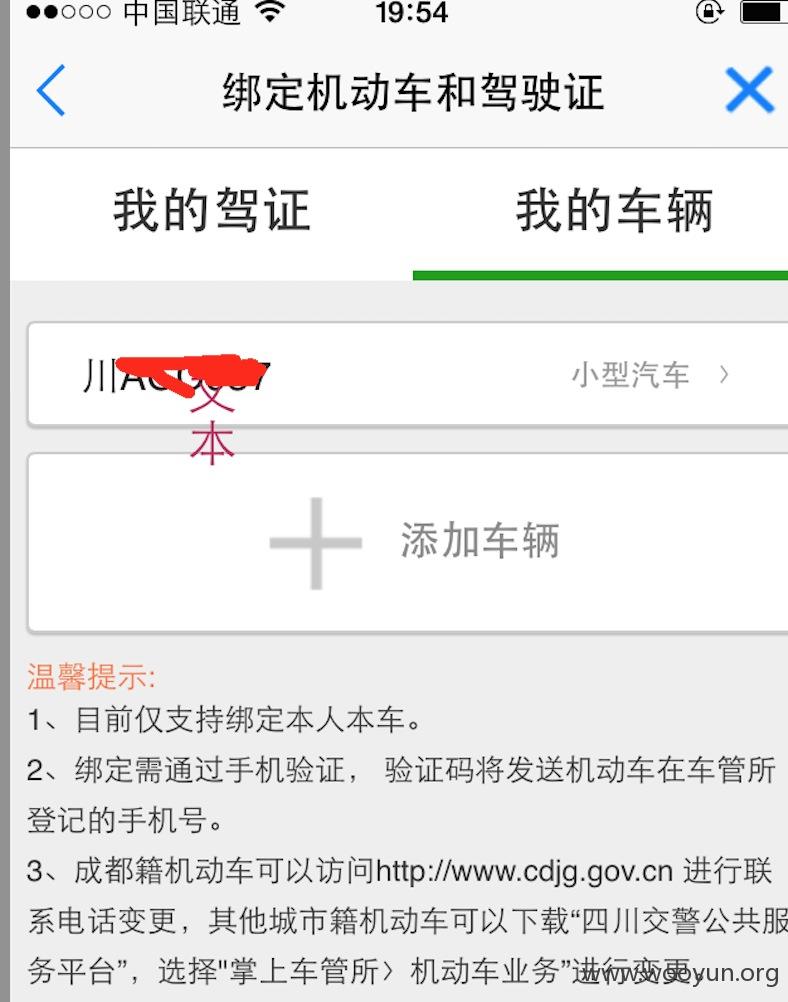 中国联通 19:54
绑定机动车和驾驶证
我的驾证 我的车辆
川 小型汽车
文
本
添加车辆
温馨提示:
1、目前仅支持绑定本人本车。
2、绑定需通过手机验证， 验证码将发送机动车在车管所
登记的手机号。
3、成都籍机动车可以访问http://www.cdjg.gov.cn 进行联
系电话变更，其他城市籍机动车可以下载“四川交警公共服
务平台”，选择"掌上车管所〉机动车业务”进行变更。
www.wooyun.org